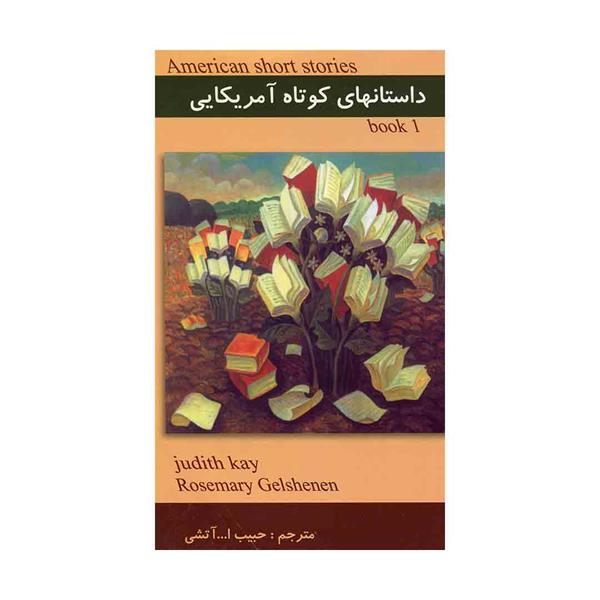 American short stories
داستانهای کوتاه آمریکایی
book 1
judith kay
Rosemary Gelshenen
مترجم : حبیب ا...آتشی